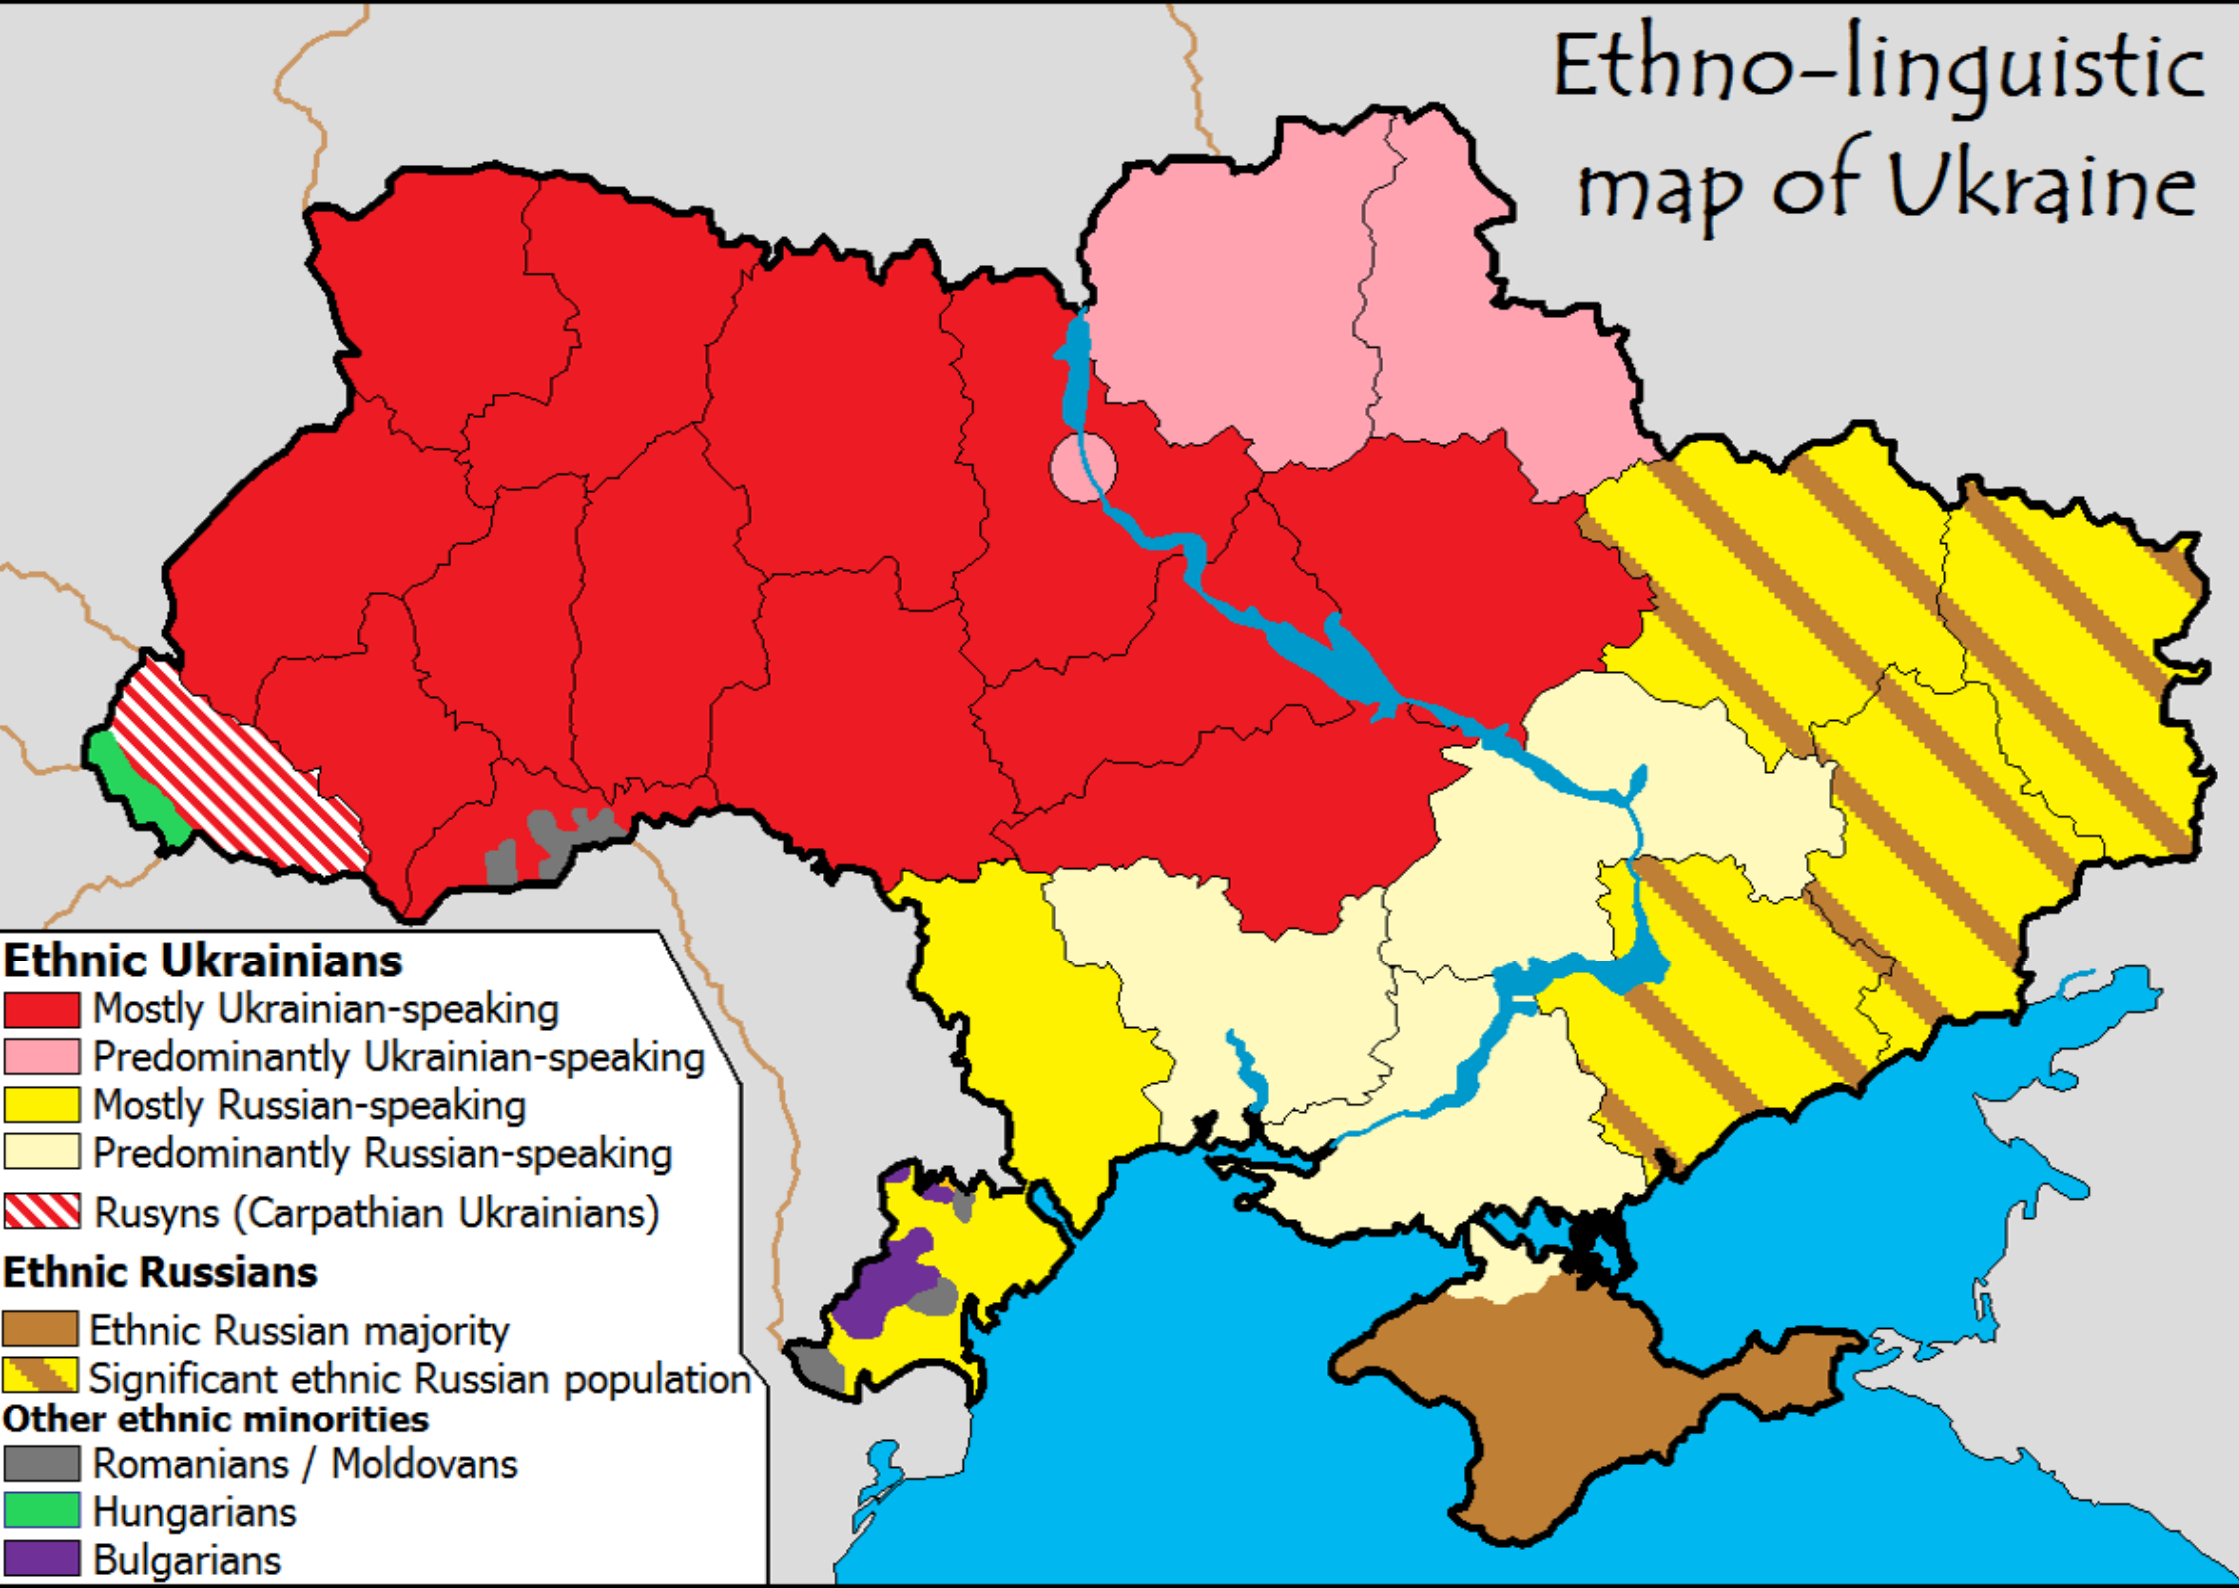 Ethno-linguistic
map of Ukraine
Ethnic Ukrainians
Mostly Ukrainian-speaking
Predominantly Ukrainian-speaking
Mostly Russian-speaking
Predominantly Russian-speaking
Rusyns (Carpathian Ukrainians)
Ethnic Russians
Ethnic Russian majority
Significant ethnic Russian population
Other ethnic minorities
Romanians / Moldovans
Hungarians
Bulgarians